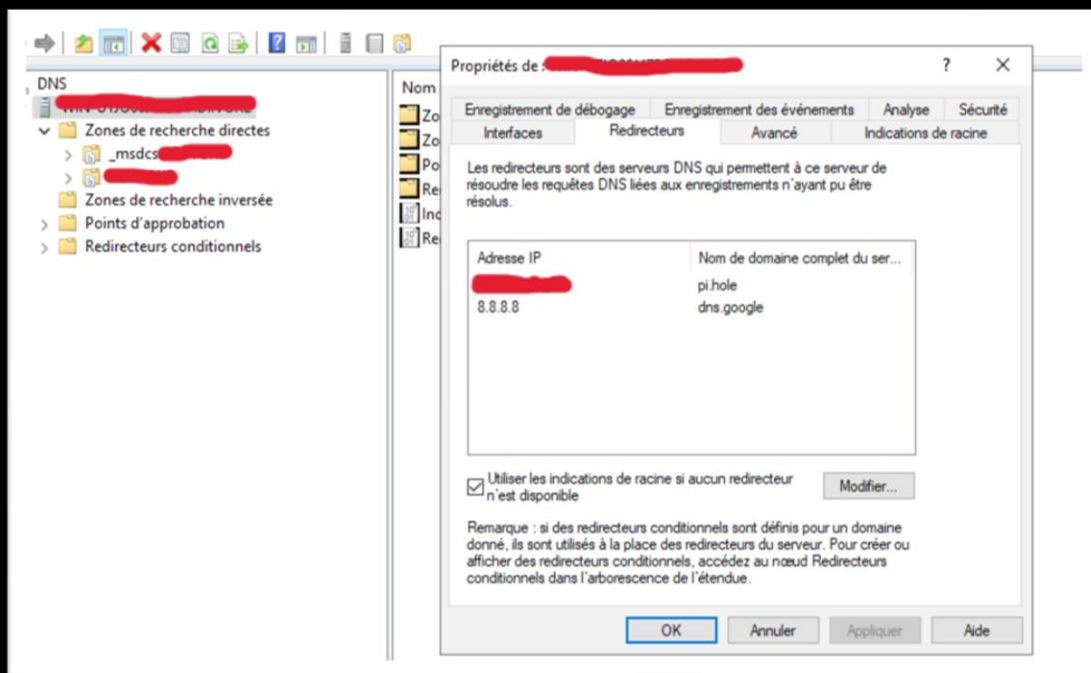 DNS
Zones de recherche directes
_msdcs
Zones de recherche inversée
Points d'approbation
Redirecteurs conditionnels
Nom
Zo
Zo
Po
Re
Ind
Re
Propriétés de :
?
Enregistrement de débogage
Enregistrement des événements
Analyse
Sécurité
Interfaces
Redirecteurs
Avancé
Indications de racine
Les redirecteurs sont des serveurs DNS qui permettent à ce serveur de
résoudre les requêtes DNS liées aux enregistrements n'ayant pu être
résolus.
Adresse IP
Nom de domaine complet du ser...
pi.hole
8.8.8.8
dns.google
Utiliser les indications de racine si aucun redirecteur
n'est disponible
Modifier...
Remarque : si des redirecteurs conditionnels sont définis pour un domaine
donné, ils sont utilisés à la place des redirecteurs du serveur. Pour créer ou
afficher des redirecteurs conditionnels, accédez au nœud Redirecteurs
conditionnels dans l'arborescence de l'étendue.
OK
Annuler
Appliquer
Aide